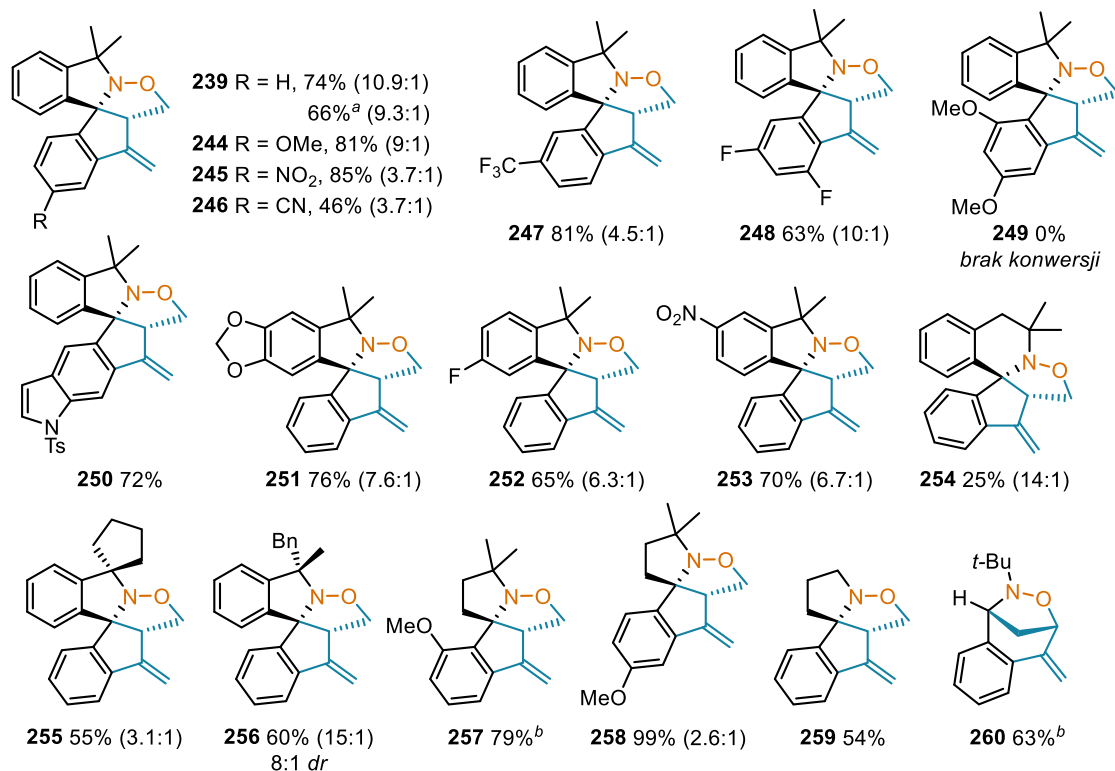 N–O
R
239 R = H, 74% (10.9:1)
66%ᵃ (9.3:1)
244 R = OMe, 81% (9:1)
245 R = NO₂, 85% (3.7:1)
246 R = CN, 46% (3.7:1)
N–O
F₃C
247 81% (4.5:1)
N–O
F
F
248 63% (10:1)
N–O
MeO
MeO
249 0%
brak konwersji
N–O
N
Ts
250 72%
O
O
N–O
251 76% (7.6:1)
N–O
F
252 65% (6.3:1)
O₂N
N–O
253 70% (6.7:1)
N–O
254 25% (14:1)
N–O
255 55% (3.1:1)
Bn
N–O
256 60% (15:1)
8:1 dr
N–O
MeO
257 79%ᵇ
N–O
MeO
258 99% (2.6:1)
N–O
259 54%
t-Bu
N–O
H
260 63%ᵇ